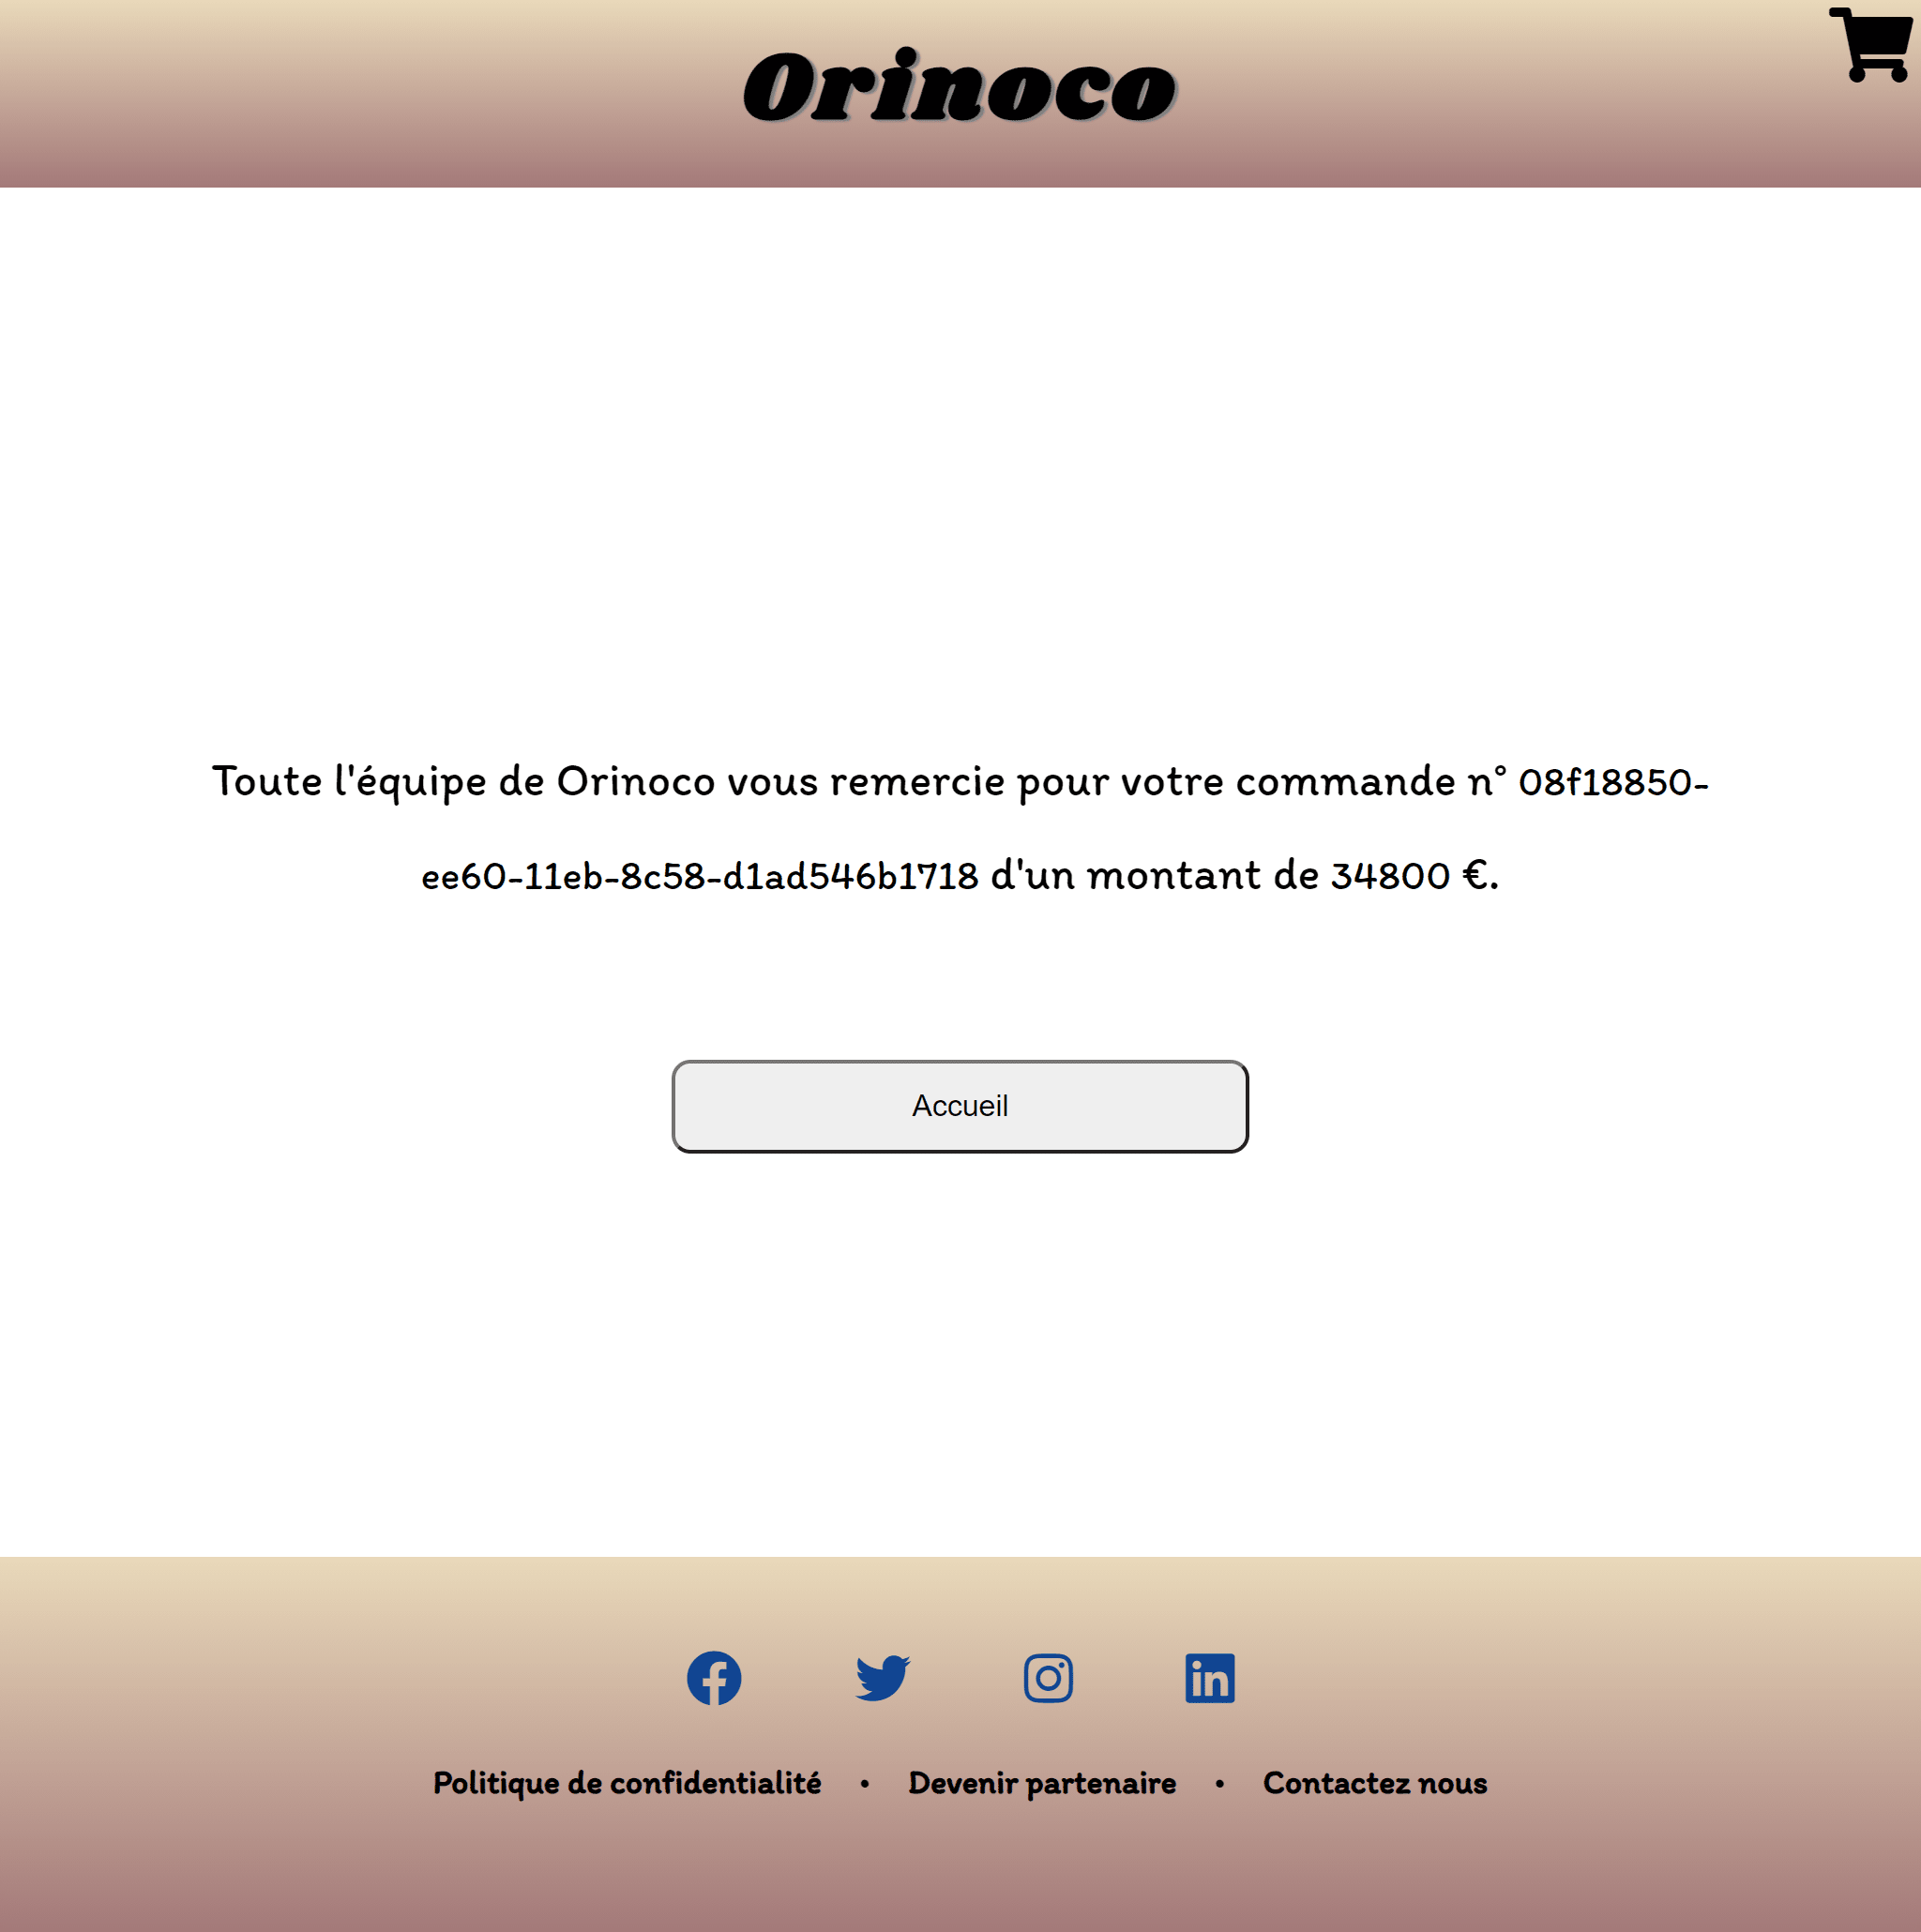 Orinoco
Toute l'équipe de Orinoco vous remercie pour votre commande n° 08f18850-
ee60-11eb-8c58-d1ad546b1718 d'un montant de 34800 €.
Accueil
Politique de confidentialité • Devenir partenaire • Contactez nous